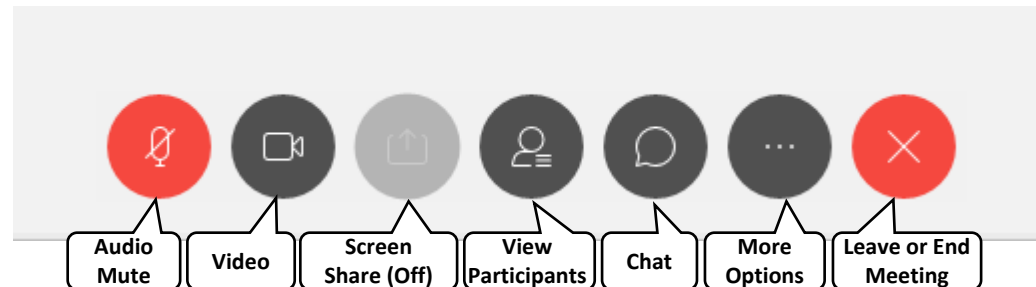 Audio
Mute
Video
Screen
Share (Off)
View
Participants
Chat
More
Options
Leave or End
Meeting